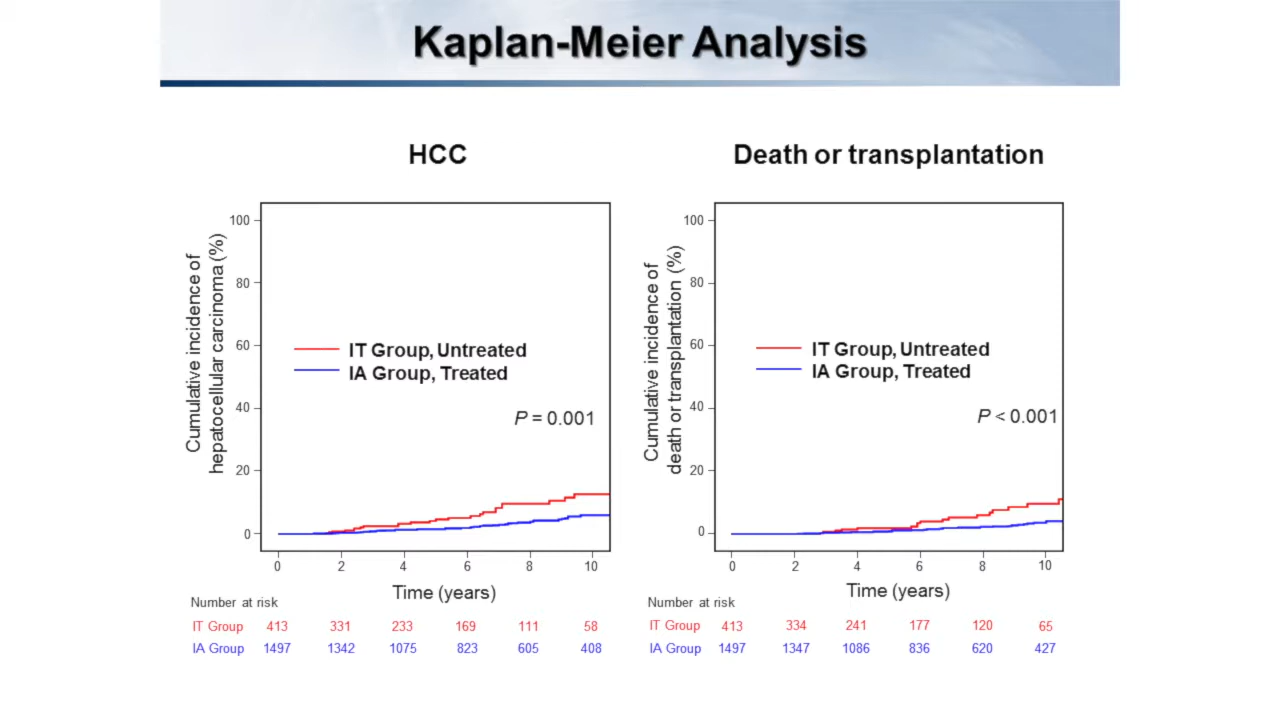 Kaplan-Meier Analysis
HCC
Cumulative incidence of
hepatocellular carcinoma (%)
100
80
60
40
20
0
IT Group, Untreated
IA Group, Treated
P = 0.001
0 2 4 6 8 10
Time (years)
Number at risk
IT Group 413 331 233 169 111 58
IA Group 1497 1342 1075 823 605 408
Death or transplantation
Cumulative incidence of
death or transplantation (%)
100
80
60
40
20
0
IT Group, Untreated
IA Group, Treated
P < 0.001
0 2 4 6 8 10
Time (years)
Number at risk
IT Group 413 334 241 177 120 65
IA Group 1497 1347 1086 836 620 427